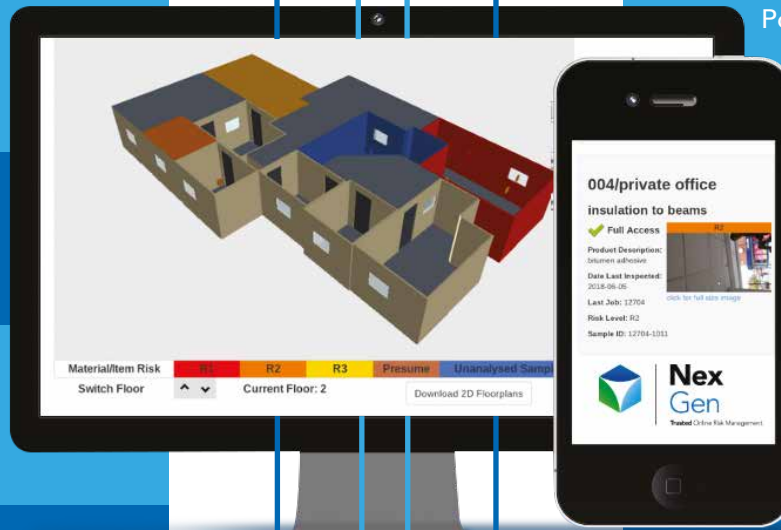 Material/Item Risk R1 R2 R3 Presume Unanalysed Sampl
Switch Floor Current Floor: 2 Download 2D Floorplans
004/private office
insulation to beams
Full Access
R2
Product Description:
bitumen adhesive
Date Last Inspected:
2018-06-05
click for full size image
Last Job: 12704
Risk Level: R2
Sample ID: 12704-1011
Nex
Gen
Trusted Online Risk Management